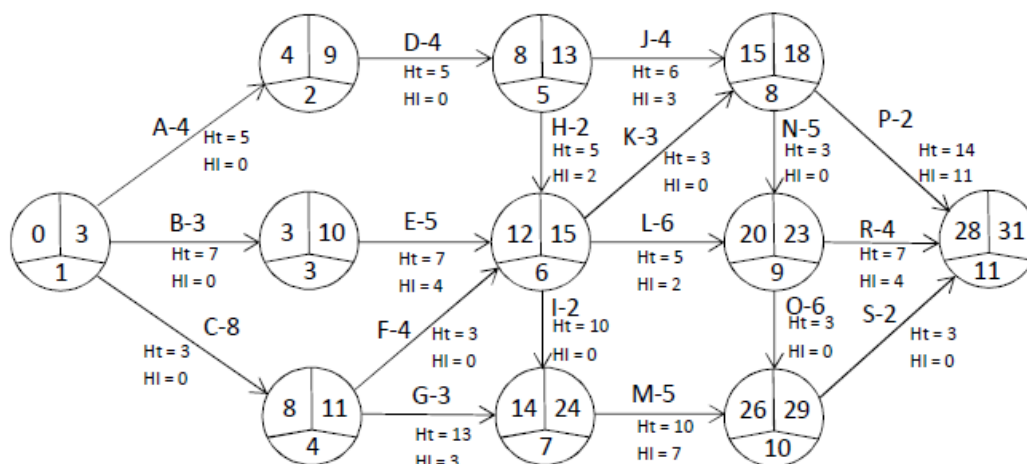 4 9
2
D-4
Ht = 5
Hl = 0
8 13
5
J-4
Ht = 6
Hl = 3
15 18
8
A-4
Ht = 5
Hl = 0
H-2
Ht = 5
Hl = 2
K-3
Ht = 3
Hl = 0
N-5
Ht = 3
Hl = 0
P-2
Ht = 14
Hl = 11
0 3
1
B-3
Ht = 7
Hl = 0
3 10
3
E-5
Ht = 7
Hl = 4
12 15
6
L-6
Ht = 5
Hl = 2
20 23
9
R-4
Ht = 7
Hl = 4
28 31
11
C-8
Ht = 3
Hl = 0
F-4
Ht = 3
Hl = 0
I-2
Ht = 10
Hl = 0
O-6
Ht = 3
Hl = 0
S-2
Ht = 3
Hl = 0
8 11
4
G-3
Ht = 13
Hl = 3
14 24
7
M-5
Ht = 10
Hl = 7
26 29
10